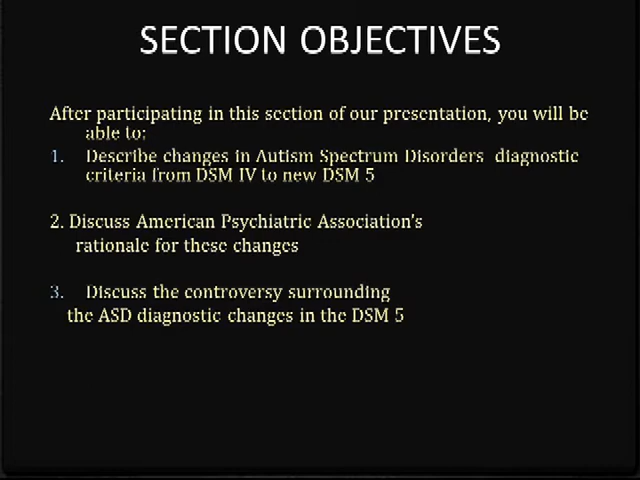 SECTION OBJECTIVES
After participating in this section of our presentation, you will be
able to:
1. Describe changes in Autism Spectrum Disorders diagnostic
criteria from DSM IV to new DSM 5
2. Discuss American Psychiatric Association's
rationale for these changes
3. Discuss the controversy surrounding
the ASD diagnostic changes in the DSM 5